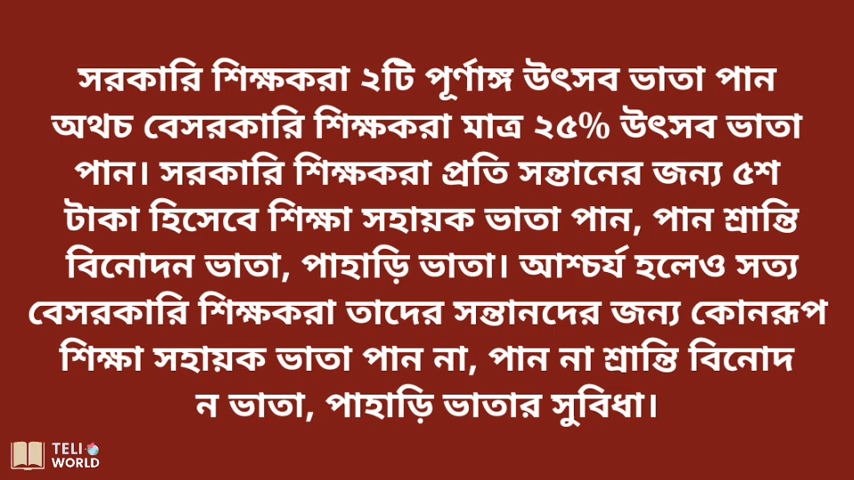 সরকারি শিক্ষকরা ২টি পূর্ণাঙ্গ উৎসব ভাতা পান
অথচ বেসরকারি শিক্ষকরা মাত্র ২৫% উৎসব ভাতা
পান। সরকারি শিক্ষকরা প্রতি সন্তানের জন্য ৫শ
টাকা হিসেবে শিক্ষা সহায়ক ভাতা পান, পান শ্রান্তি
বিনোদন ভাতা, পাহাড়ি ভাতা। আশ্চর্য হলেও সত্য
বেসরকারি শিক্ষকরা তাদের সন্তানদের জন্য কোনরূপ
শিক্ষা সহায়ক ভাতা পান না, পান না শ্রান্তি বিনোদ
ন ভাতা, পাহাড়ি ভাতার সুবিধা।
TELI
WORLD